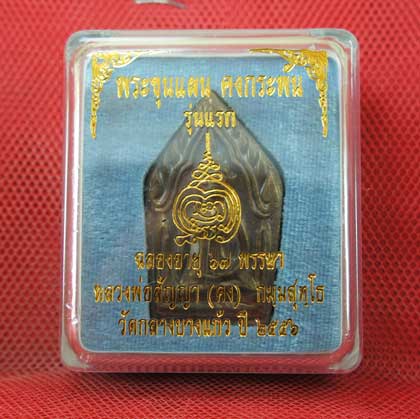 พระขุนแผน คงกระพัน
รุ่นแรก
ฉลองอายุ ๖๗ พรรษา
หลวงพ่อสัญญา (คง) กมฺมสุทฺโธ
วัดกลางบางแก้ว ปี ๒๕๕๖